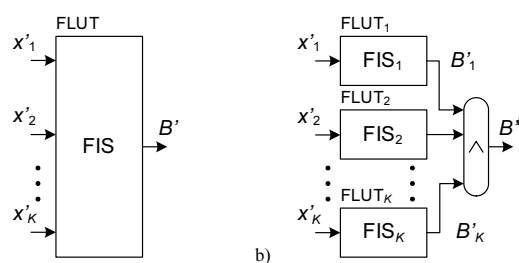 FLUT
x'1
x'2
x'K
FIS
B'
b)
FLUT1
x'1
FIS1
B'1
FLUT2
x'2
FIS2
FLUTK
x'K
FISK
B'K
^
B*